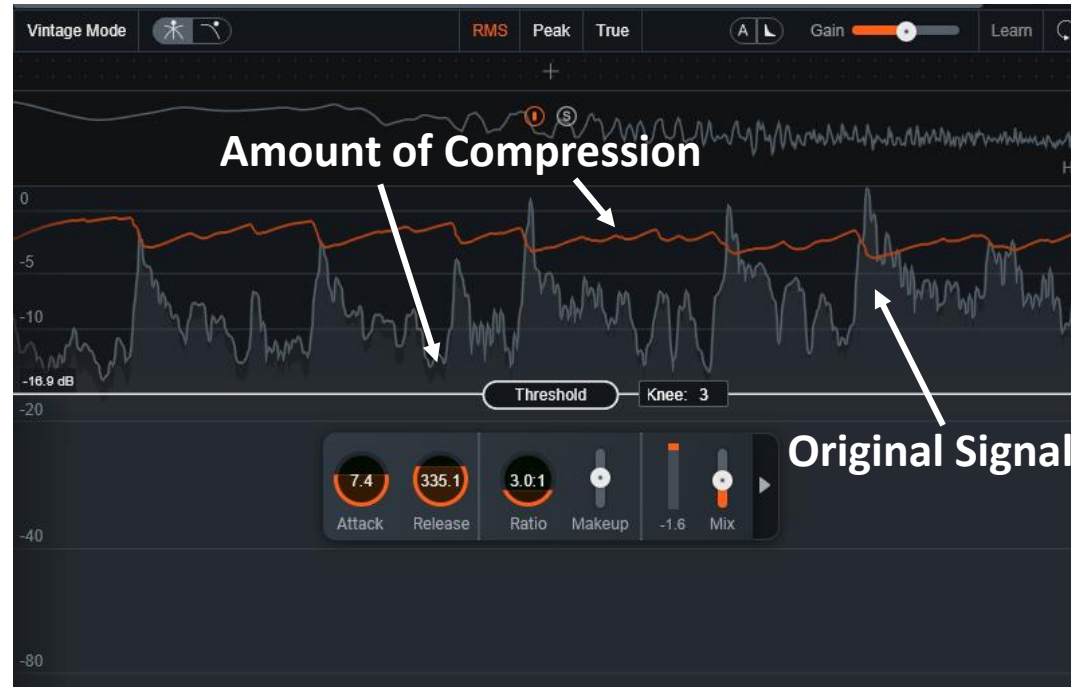 Vintage Mode RMS Peak True A Gain Learn
+
I S
Amount of Compression
H
0
-5
-10
-16.9 dB
Threshold Knee: 3
-20
Original Signal
7.4 335.1 3.0:1
Attack Release Ratio Makeup -1.6 Mix
-40
-80